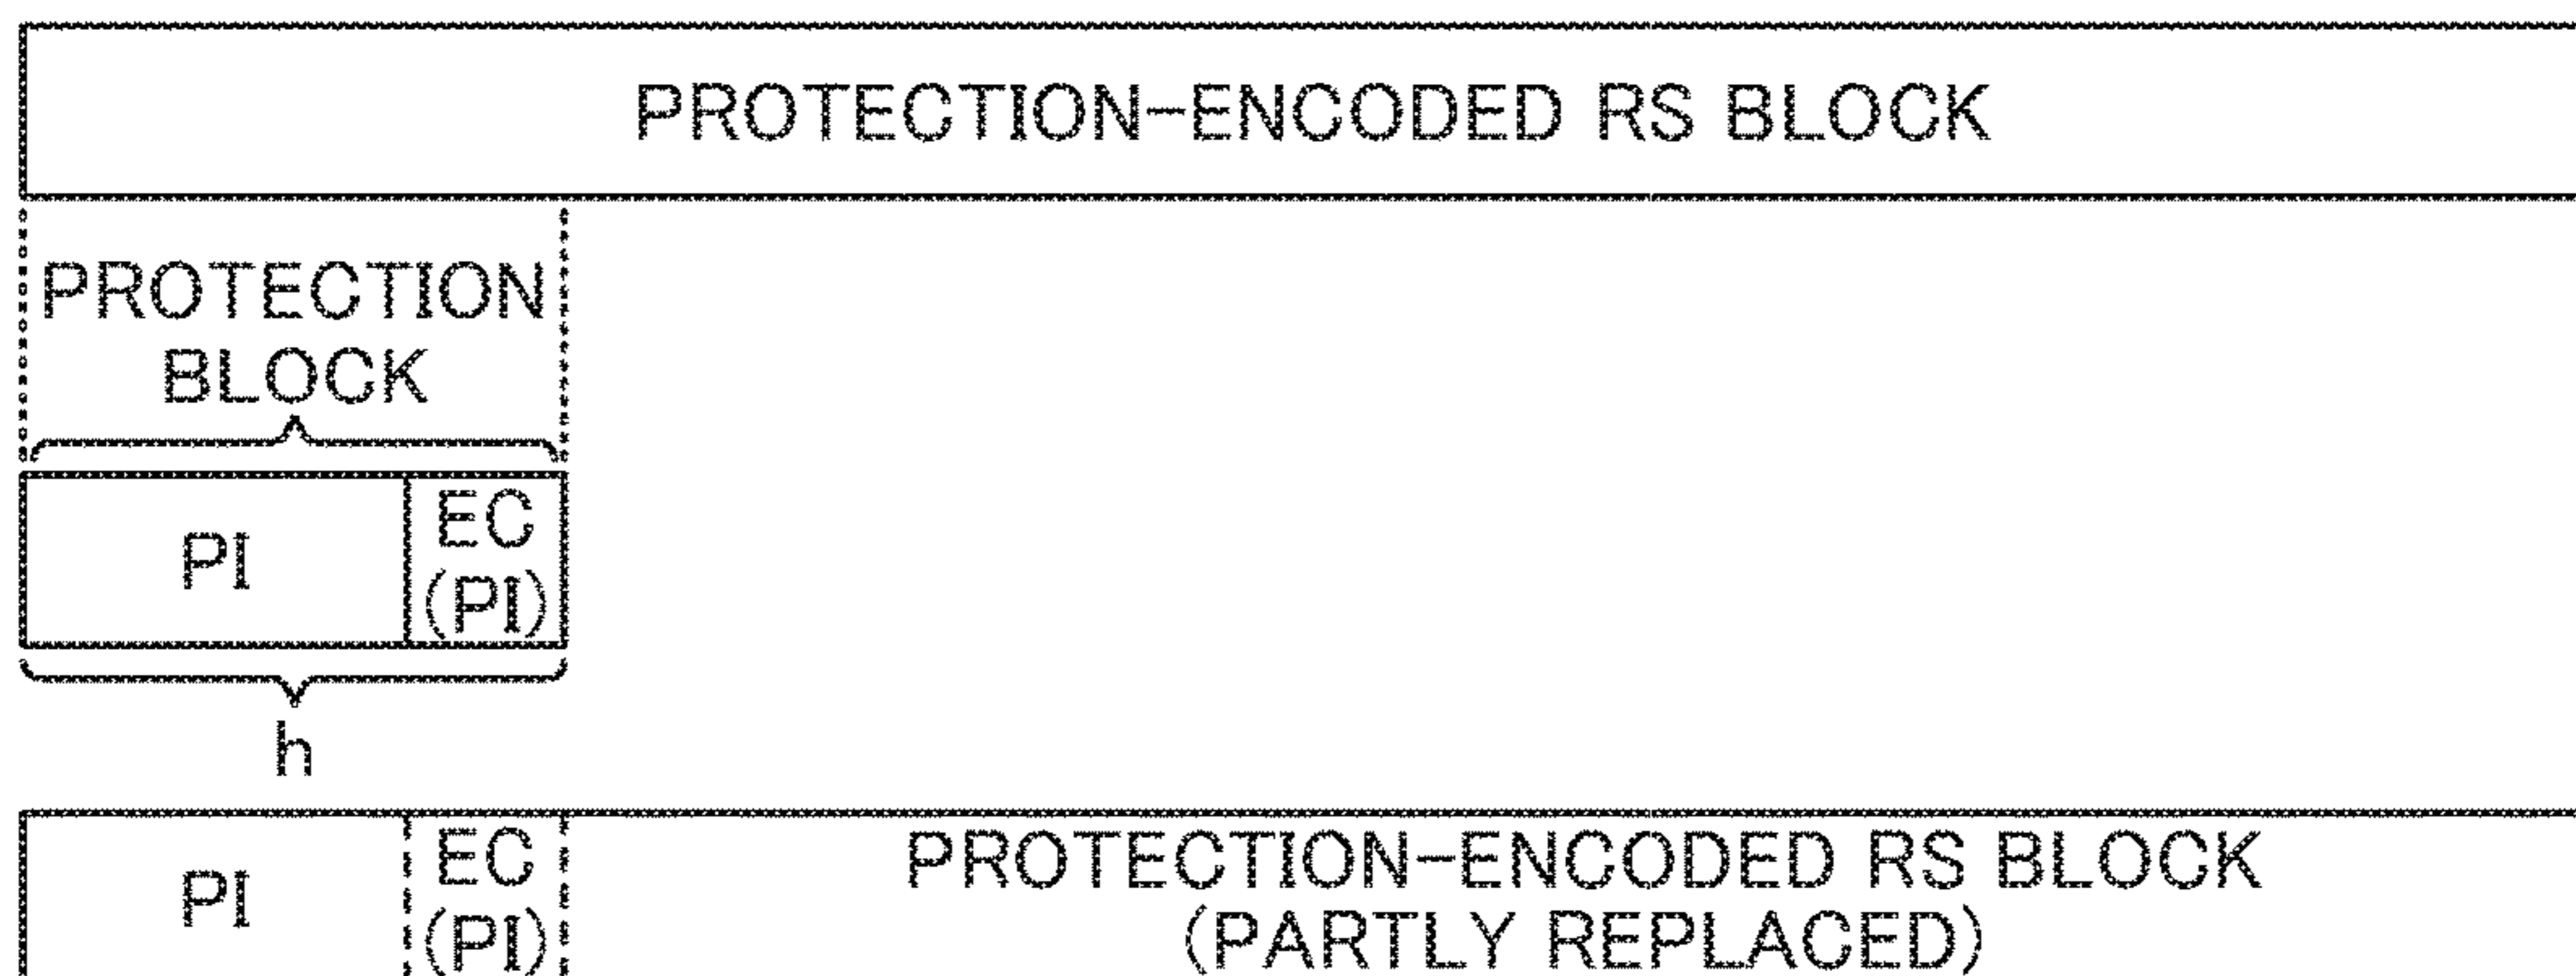 PROTECTION-ENCODED RS BLOCK
PROTECTION
BLOCK
PI
EC
(PI)
h
PI
EC
(PI)
PROTECTION-ENCODED RS BLOCK
(PARTLY REPLACED)